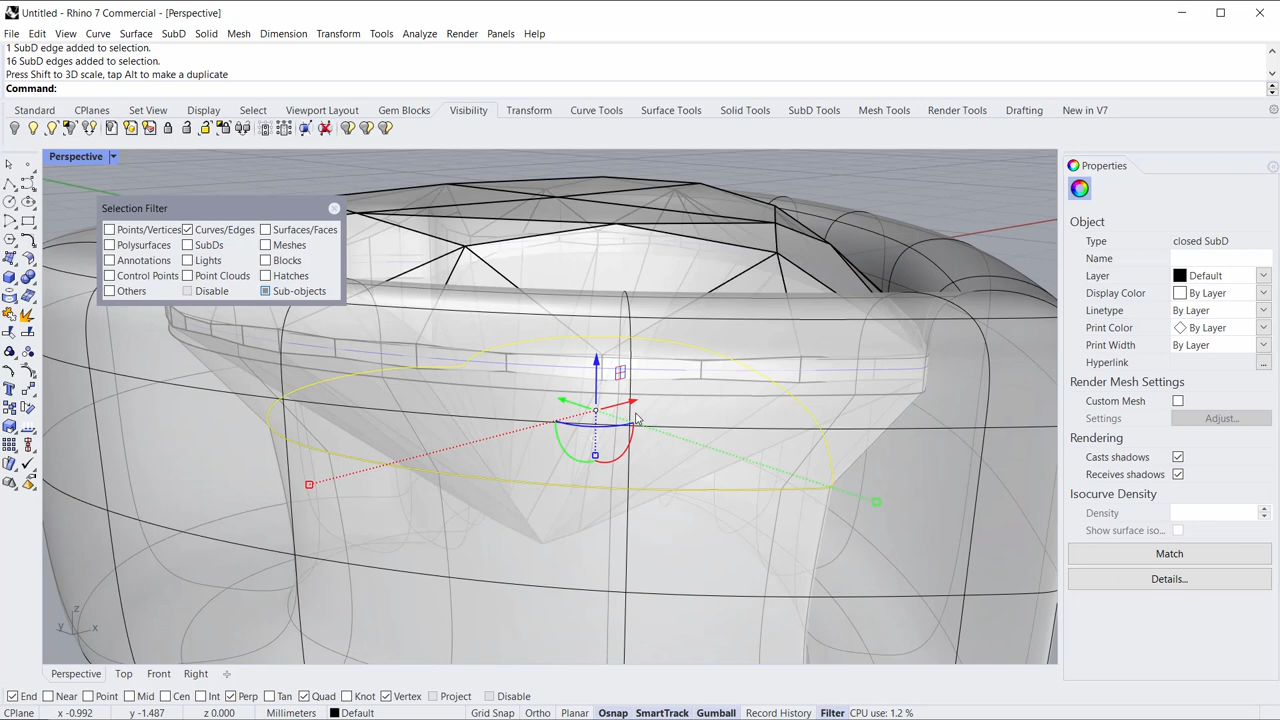 Untitled - Rhino 7 Commercial - [Perspective]
File Edit View Curve Surface SubD Solid Mesh Dimension Transform Tools Analyze Render Panels Help
1 SubD edge added to selection.
16 SubD edges added to selection.
Press Shift to 3D scale, tap Alt to make a duplicate
Command:
Standard CPlanes Set View Display Select Viewport Layout Gem Blocks Visibility Transform Curve Tools Surface Tools Solid Tools SubD Tools Mesh Tools Render Tools Drafting New in V7
Perspective
Selection Filter
Points/Vertices Curves/Edges Surfaces/Faces
Polysurfaces SubDs Meshes
Annotations Lights Blocks
Control Points Point Clouds Hatches
Others Disable Sub-objects
Properties
Object
Type closed SubD
Name
Layer Default
Display Color By Layer
Linetype By Layer
Print Color By Layer
Print Width By Layer
Hyperlink ...
Render Mesh Settings
Custom Mesh
Settings Adjust...
Rendering
Casts shadows
Receives shadows
Isocurve Density
Density
Show surface iso...
Match
Details...
z
y x
Perspective Top Front Right
End Near Point Mid Cen Int Perp Tan Quad Knot Vertex Project Disable
CPlane x -0.992 y -1.487 z 0.000 Millimeters Default Grid Snap Ortho Planar Osnap SmartTrack Gumball Record History Filter CPU use: 1.2 %